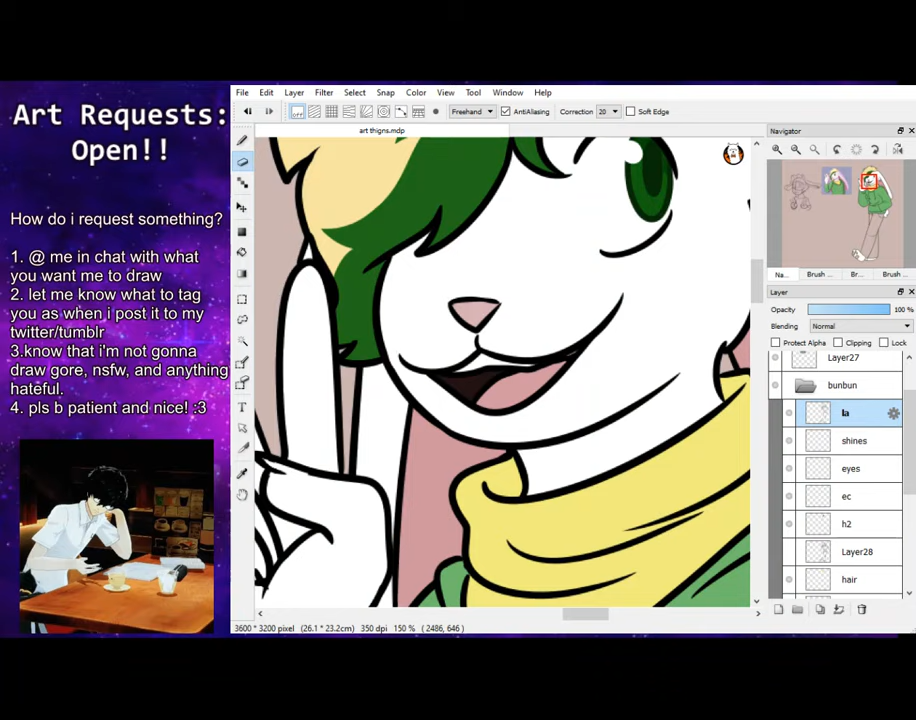 Art Requests:
Open!!
How do i request something?
1. @ me in chat with what
you want me to draw
2. let me know what to tag
you as when i post it to my
twitter/tumblr
3.know that i'm not gonna
draw gore, nsfw, and anything
hateful.
4. pls b patient and nice! :3
File Edit Layer Filter Select Snap Color View Tool Window Help
off Freehand AntiAliasing Correction 20 Soft Edge
art thigns.mdp
3600 * 3200 pixel (26.1 * 23.2cm) 350 dpi 150 % ( 2486, 646 )
Navigator
Na... Brush ... Br... Brush ...
Layer
Opacity 100 %
Blending Normal
Protect Alpha Clipping Lock
Layer27
bunbun
la
shines
eyes
ec
h2
Layer28
hair